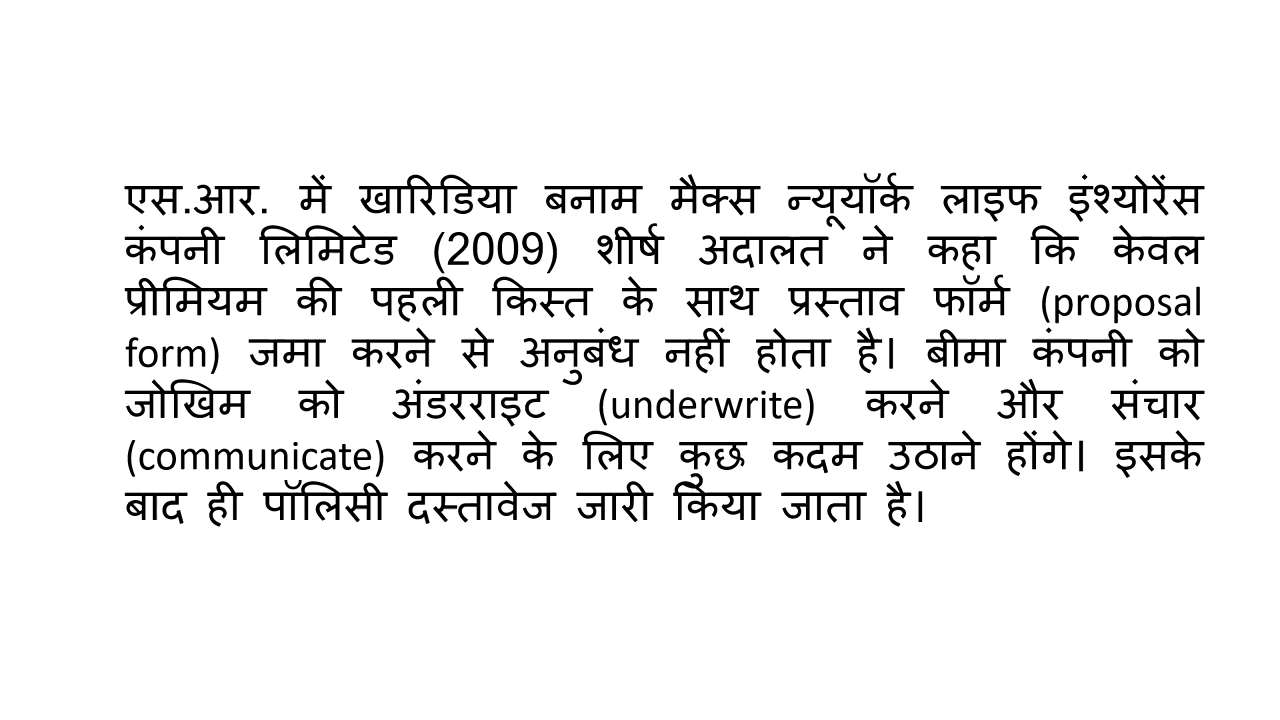 एस.आर. में खारिडिया बनाम मैक्स न्यूयॉर्क लाइफ इंश्योरेंस
कंपनी लिमिटेड (2009) शीर्ष अदालत ने कहा कि केवल
प्रीमियम की पहली किस्त के साथ प्रस्ताव फॉर्म (proposal
form) जमा करने से अनुबंध नहीं होता है। बीमा कंपनी को
जोखिम को अंडरराइट (underwrite) करने और संचार
(communicate) करने के लिए कुछ कदम उठाने होंगे। इसके
बाद ही पॉलिसी दस्तावेज जारी किया जाता है।